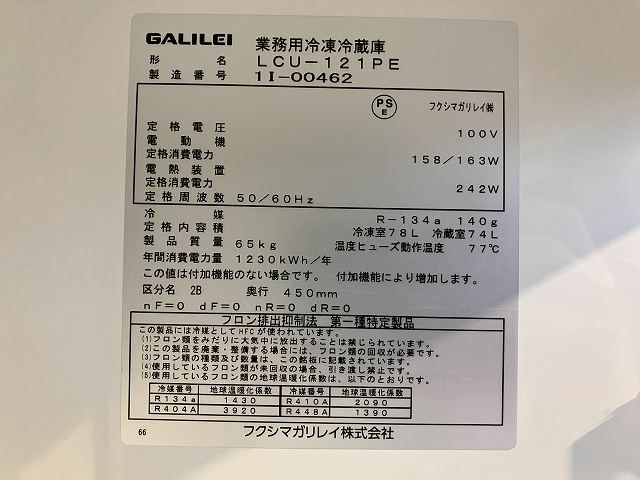 GALILEI 業務用冷凍冷蔵庫
形名 LCU-121PE
製造番号 1I-00462
PS E フクシマガリレイ㈱
定格電圧 100V
電動機
定格消費電力 158/163W
電熱装置
定格消費電力 242W
定格周波数 50/60Hz
冷媒 R-134a 140g
定格内容積 冷凍室78L 冷蔵室74L
製品質量 65kg 温度ヒューズ動作温度 77℃
年間消費電力量 1230kWh/年
この値は付加機能のない場合です。 付加機能により増加します。
区分名 2B 奥行 450mm
nF=0 dF=0 nR=0 dR=0
フロン排出抑制法 第一種特定製品
この製品には冷媒としてHFCが使われています。
(1)フロン類をみだりに大気中に放出することは禁じられています。
(2)この製品を廃棄・整備する場合には、フロン類の回収が必要です。
(3)フロン類の種類及び数量は、この銘板に記載されています。
(4)使用しているフロン類が未回収の場合、引き渡し禁止です。
(5)使用しているフロン類の地球温暖化係数は、以下のとおりです。
冷媒番号 地球温暖化係数 冷媒番号 地球温暖化係数
R134a 1430 R410A 2090
R404A 3920 R448A 1390
66 フクシマガリレイ株式会社